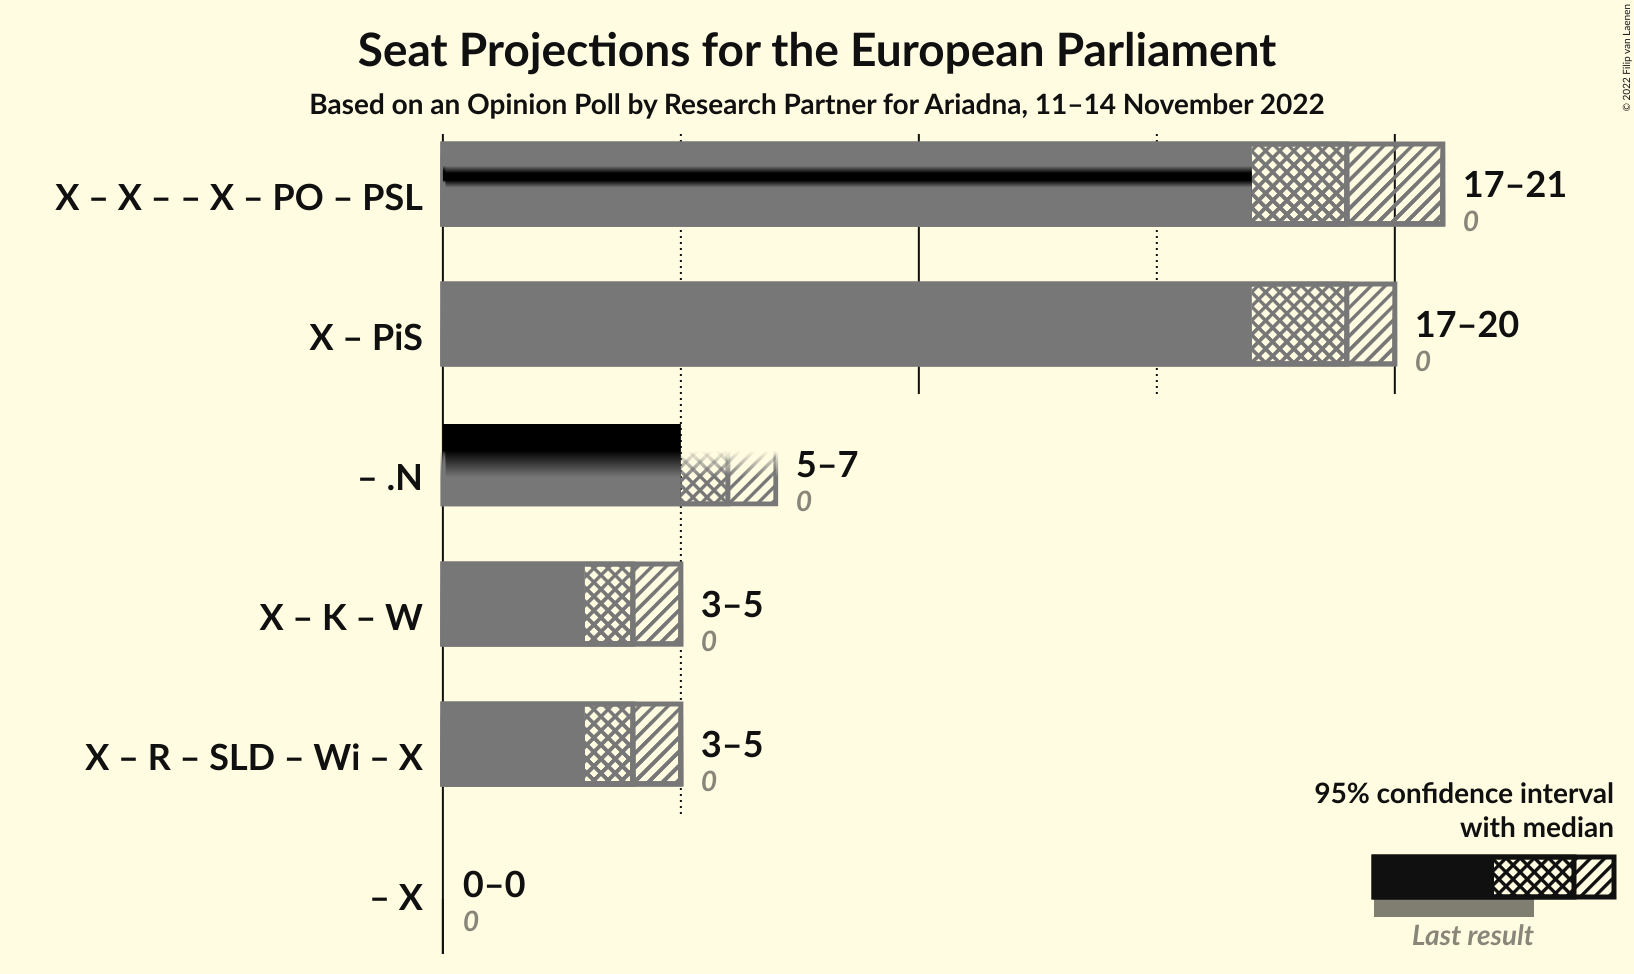 Seat Projections for the European Parliament
Based on an Opinion Poll by Research Partner for Ariadna, 11–14 November 2022
© 2022 Filip van Laenen
X – X – – X – PO – PSL
17–21
0
X – PiS
17–20
0
– .N
5–7
0
X – K – W
3–5
0
X – R – SLD – Wi – X
3–5
0
– X
0–0
0
95% confidence interval
with median
Last result